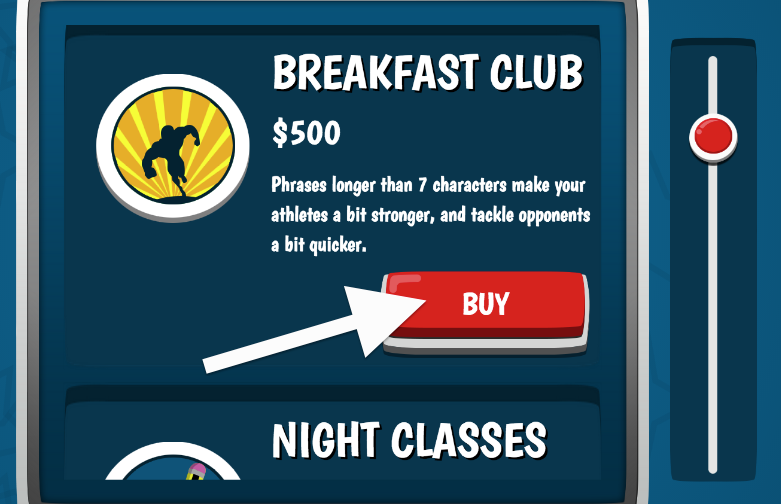 BREAKFAST CLUB
$500
Phrases longer than 7 characters make your
athletes a bit stronger, and tackle opponents
a bit quicker.
BUY
NIGHT CLASSES